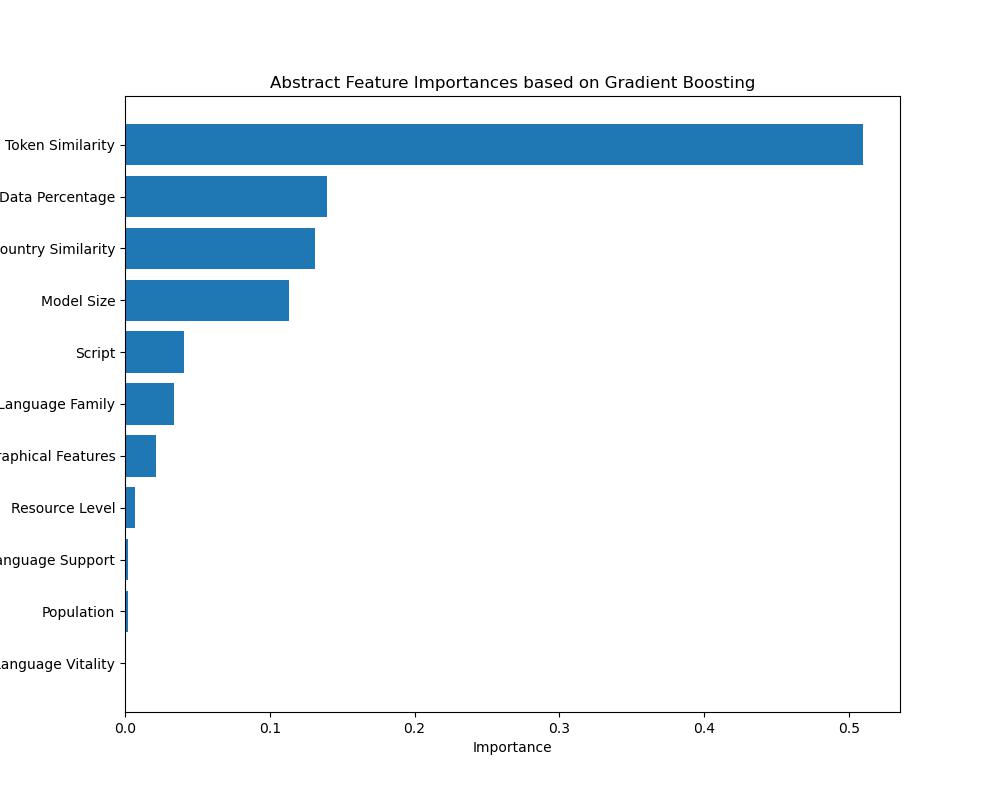 Abstract Feature Importances based on Gradient Boosting
Token Similarity
Data Percentage
ountry Similarity
Model Size
Script
Language Family
raphical Features
Resource Level
anguage Support
Population
Language Vitality
0.0 0.1 0.2 0.3 0.4 0.5
Importance